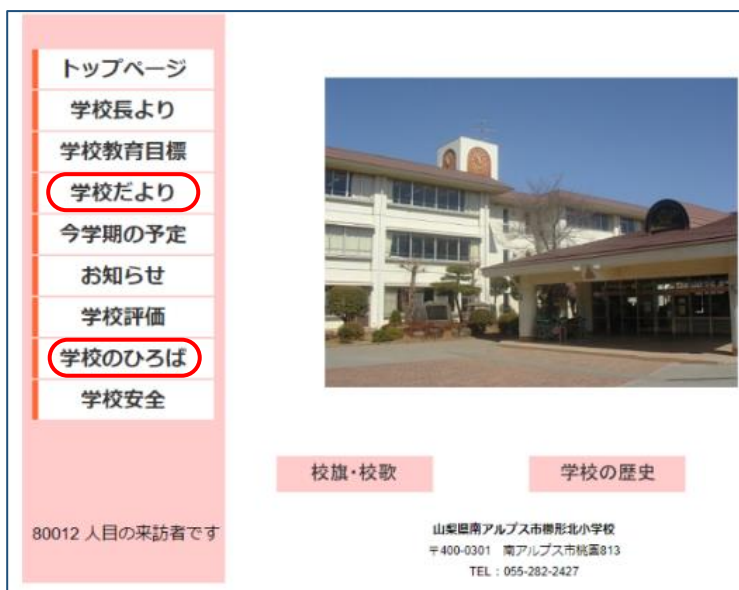 トップページ
学校長より
学校教育目標
学校だより
今学期の予定
お知らせ
学校評価
学校のひろば
学校安全
80012 人目の来訪者です
校旗・校歌
学校の歴史
山梨県南アルプス市櫛形北小学校
〒400-0301 南アルプス市桃園813
TEL：055-282-2427